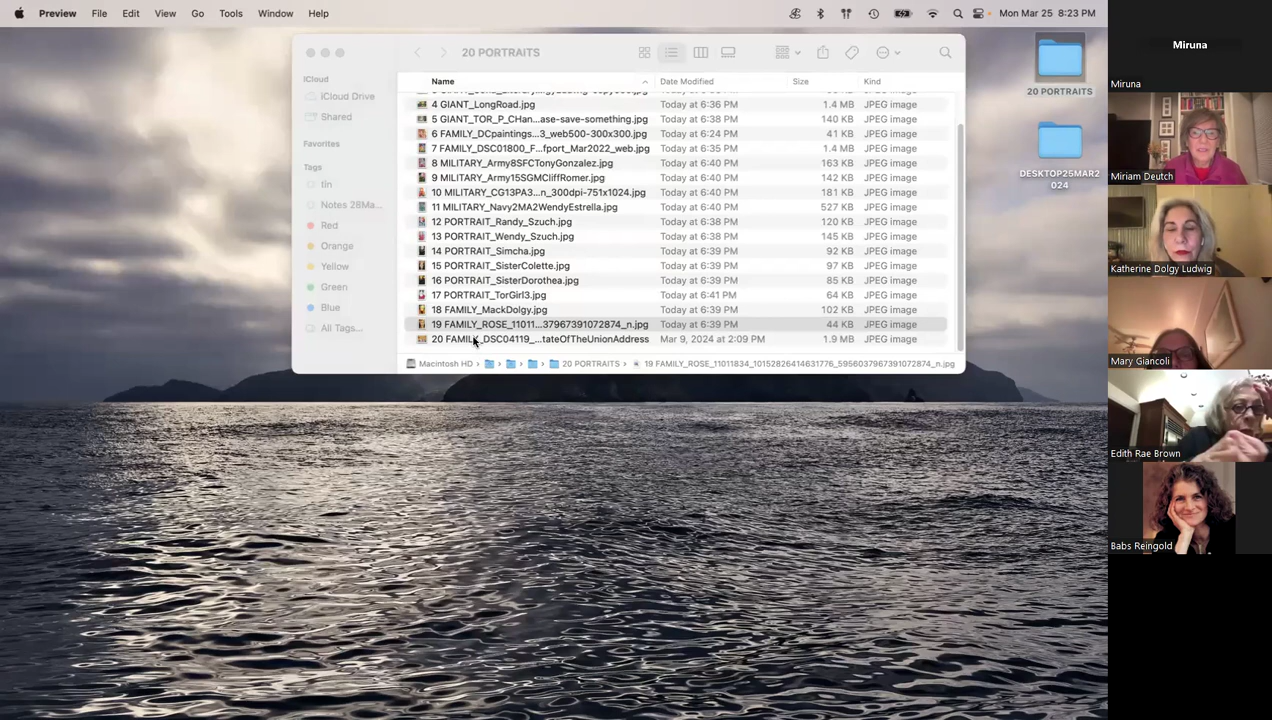 Preview File Edit View Go Tools Window Help Mon Mar 25 8:23 PM
20 PORTRAITS
iCloud
iCloud Drive
Shared
Favorites
Tags
tin
Notes 28Ma...
Red
Orange
Yellow
Green
Blue
All Tags...
Name Date Modified Size Kind
4 GIANT_LongRoad.jpg Today at 6:36 PM 1.4 MB JPEG image
5 GIANT_TOR_P_CHan...ase-save-something.jpg Today at 6:38 PM 140 KB JPEG image
6 FAMILY_DCpaintings...3_web500-300x300.jpg Today at 6:24 PM 41 KB JPEG image
7 FAMILY_DSC01800_F...fport_Mar2022_web.jpg Today at 6:35 PM 1.4 MB JPEG image
8 MILITARY_Army8SFCTonyGonzalez.jpg Today at 6:40 PM 163 KB JPEG image
9 MILITARY_Army15SGMCliffRomer.jpg Today at 6:40 PM 142 KB JPEG image
10 MILITARY_CG13PA3...n_300dpi-751x1024.jpg Today at 6:40 PM 181 KB JPEG image
11 MILITARY_Navy2MA2WendyEstrella.jpg Today at 6:40 PM 527 KB JPEG image
12 PORTRAIT_Randy_Szuch.jpg Today at 6:38 PM 120 KB JPEG image
13 PORTRAIT_Wendy_Szuch.jpg Today at 6:38 PM 145 KB JPEG image
14 PORTRAIT_Simcha.jpg Today at 6:39 PM 92 KB JPEG image
15 PORTRAIT_SisterColette.jpg Today at 6:39 PM 97 KB JPEG image
16 PORTRAIT_SisterDorothea.jpg Today at 6:39 PM 85 KB JPEG image
17 PORTRAIT_TorGirl3.jpg Today at 6:41 PM 64 KB JPEG image
18 FAMILY_MackDolgy.jpg Today at 6:39 PM 102 KB JPEG image
19 FAMILY_ROSE_11011...37967391072874_n.jpg Today at 6:39 PM 44 KB JPEG image
20 FAMILY_DSC04119_...tateOfTheUnionAddress Mar 9, 2024 at 2:09 PM 1.9 MB JPEG image
Macintosh HD › › › › 20 PORTRAITS › 19 FAMILY_ROSE_11011834_10152826414631776_5956037967391072874_n.jpg
20 PORTRAITS
DESKTOP25MAR2
024
Miruna
Miruna
Miriam Deutch
Katherine Dolgy Ludwig
Mary Giancoli
Edith Rae Brown
Babs Reingold